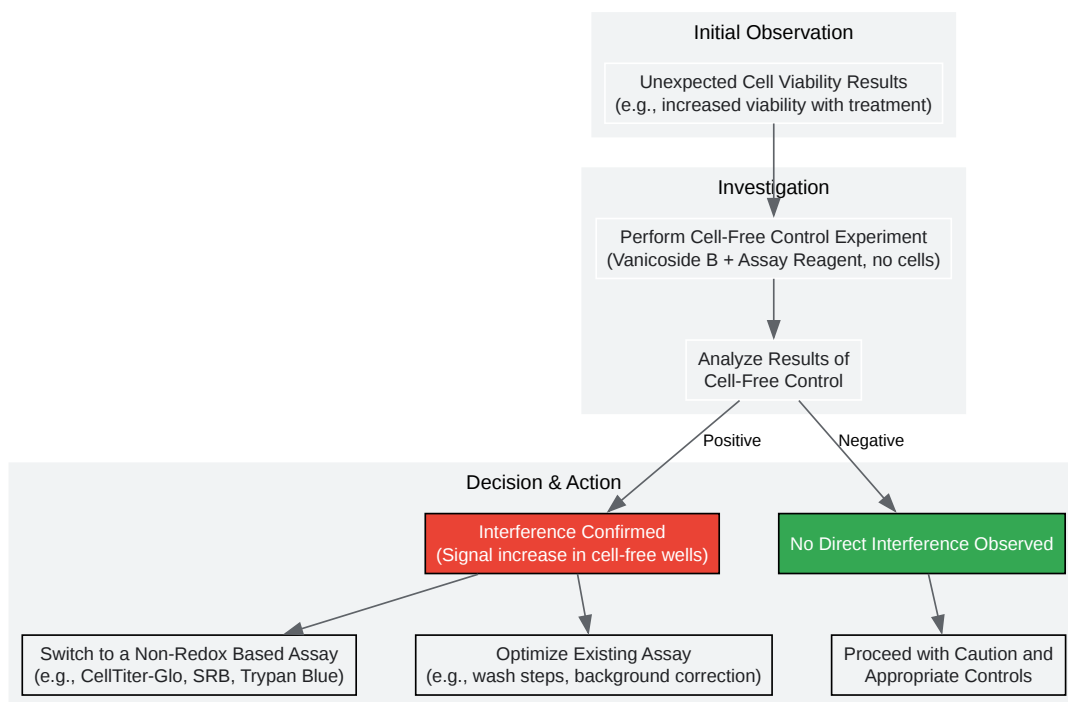 Initial Observation
Unexpected Cell Viability Results
(e.g., increased viability with treatment)
Investigation
Perform Cell-Free Control Experiment
(Vanicoside B + Assay Reagent, no cells)
Analyze Results of
Cell-Free Control
Positive
Negative
Decision & Action
Interference Confirmed
(Signal increase in cell-free wells)
No Direct Interference Observed
Switch to a Non-Redox Based Assay
(e.g., CellTiter-Glo, SRB, Trypan Blue)
Optimize Existing Assay
(e.g., wash steps, background correction)
Proceed with Caution and
Appropriate Controls